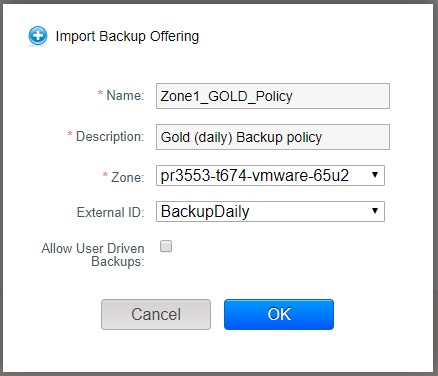 Import Backup Offering
* Name: Zone1_GOLD_Policy
* Description: Gold (daily) Backup policy
* Zone: pr3553-t674-vmware-65u2
External ID: BackupDaily
Allow User Driven
Backups:
Cancel OK